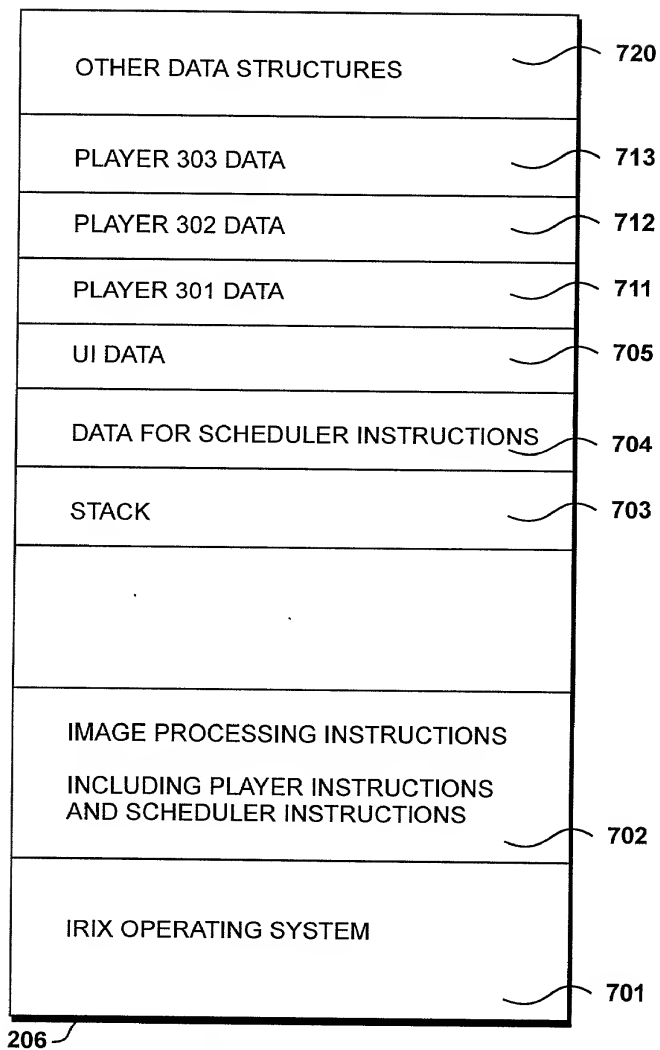 OTHER DATA STRUCTURES 720
PLAYER 303 DATA 713
PLAYER 302 DATA 712
PLAYER 301 DATA 711
UI DATA 705
DATA FOR SCHEDULER INSTRUCTIONS 704
STACK 703
IMAGE PROCESSING INSTRUCTIONS
INCLUDING PLAYER INSTRUCTIONS
AND SCHEDULER INSTRUCTIONS
702
IRIX OPERATING SYSTEM
701
206